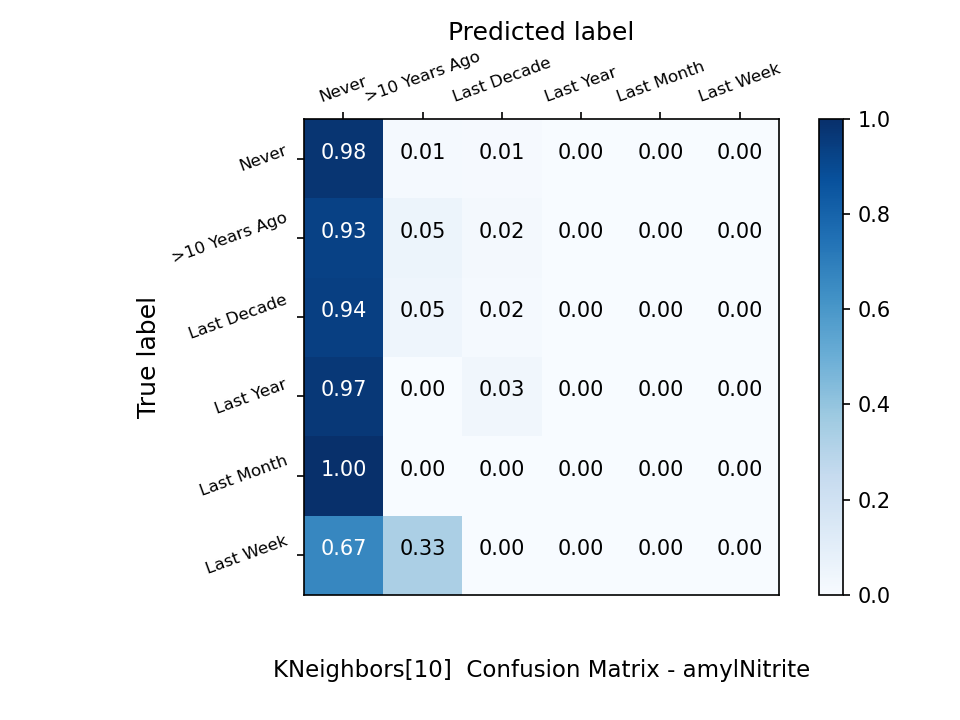 Predicted label
Never >10 Years Ago Last Decade Last Year Last Month Last Week
Never 0.98 0.01 0.01 0.00 0.00 0.00
>10 Years Ago 0.93 0.05 0.02 0.00 0.00 0.00
Last Decade 0.94 0.05 0.02 0.00 0.00 0.00
Last Year 0.97 0.00 0.03 0.00 0.00 0.00
Last Month 1.00 0.00 0.00 0.00 0.00 0.00
Last Week 0.67 0.33 0.00 0.00 0.00 0.00
True label
1.0
0.8
0.6
0.4
0.2
0.0
KNeighbors[10]  Confusion Matrix - amylNitrite